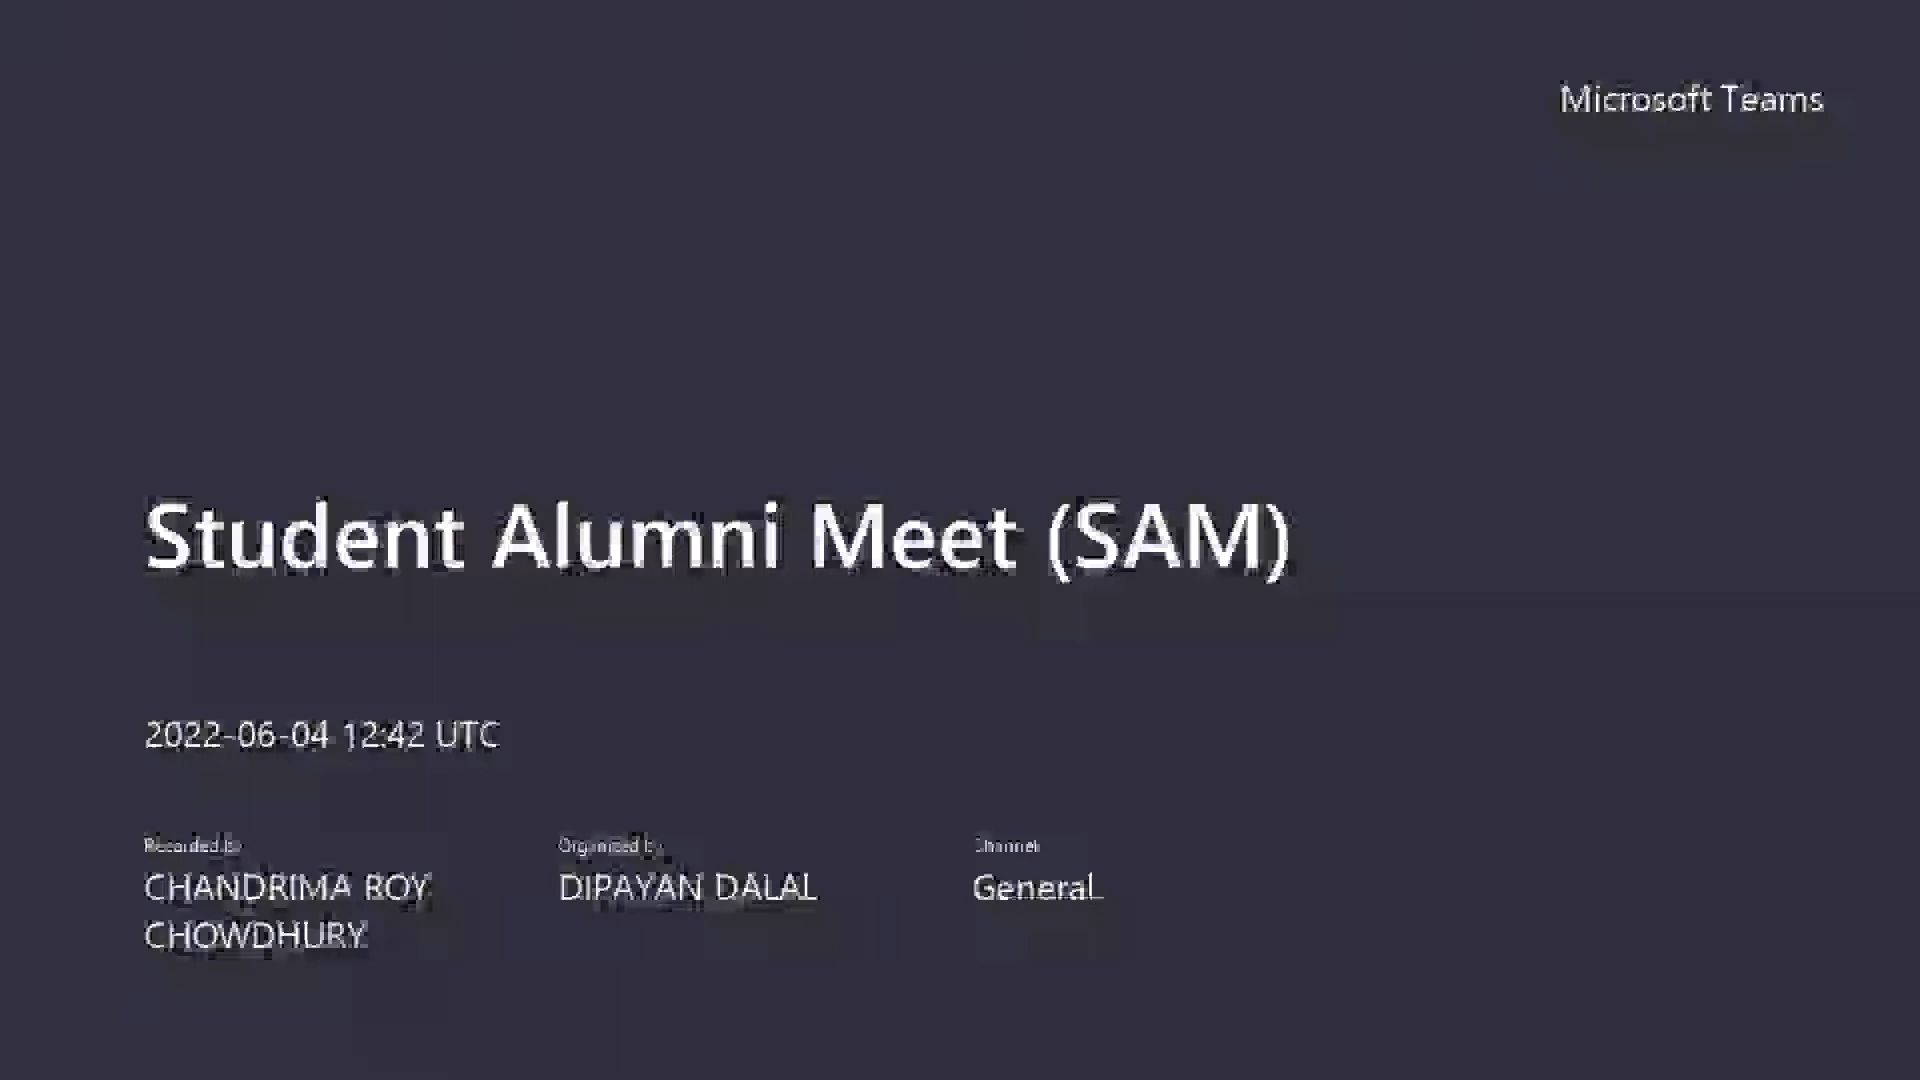 Microsoft Teams
Student Alumni Meet (SAM)
2022-06-04 12:42 UTC
Recorded by
Organized by
Channel
CHANDRIMA ROY
DIPAYAN DALAL
General
CHOWDHURY